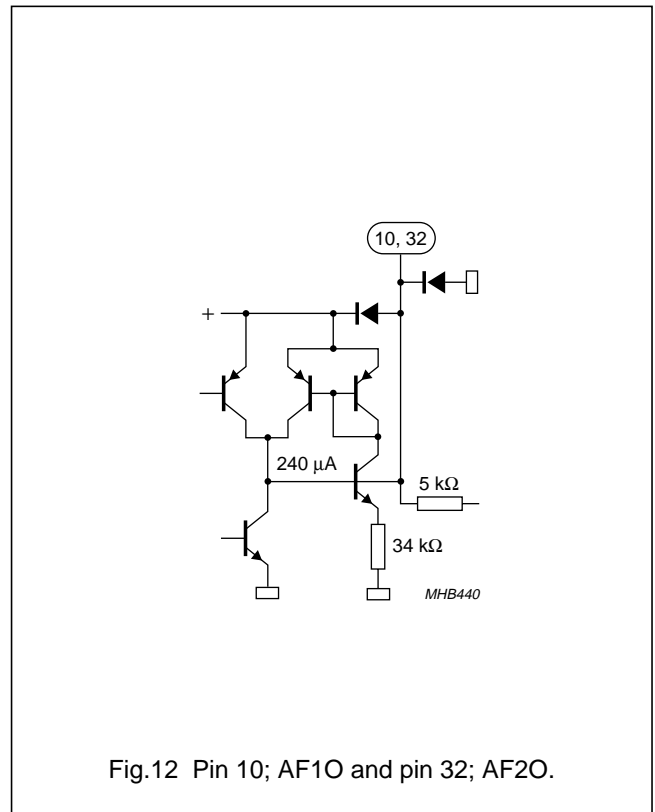 10, 32
+
240 µA
5 kΩ
34 kΩ
MHB440
Fig.12 Pin 10; AF1O and pin 32; AF2O.